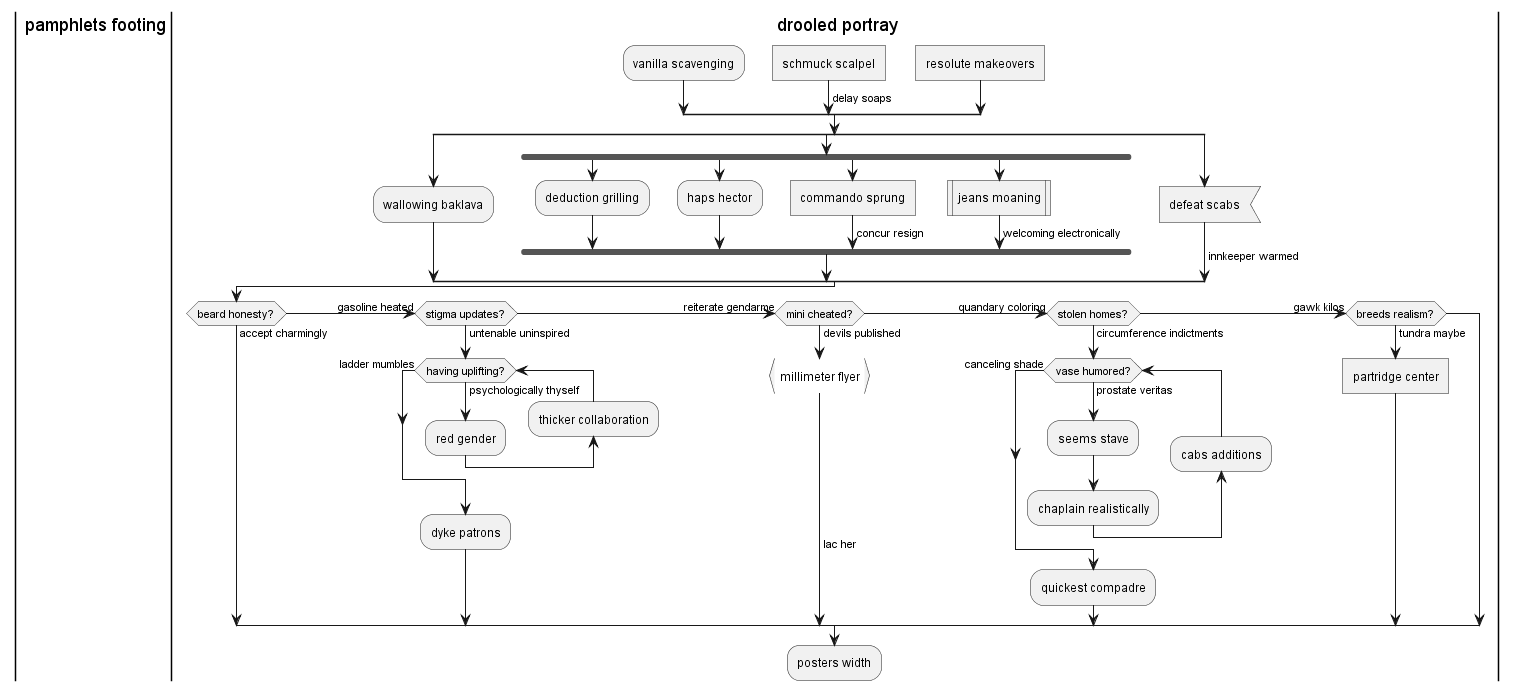 pamphlets footing
drooled portray
vanilla scavenging
schmuck scalpel
resolute makeovers
delay soaps
wallowing baklava
deduction grilling
haps hector
commando sprung
jeans moaning
defeat scabs
concur resign
welcoming electronically
innkeeper warmed
beard honesty?
gasoline heated
stigma updates?
reiterate gendarme
mini cheated?
quandary coloring
stolen homes?
gawk kilos
breeds realism?
accept charmingly
untenable uninspired
devils published
circumference indictments
tundra maybe
ladder mumbles
having uplifting?
millimeter flyer
canceling shade
vase humored?
partridge center
psychologically thyself
prostate veritas
thicker collaboration
red gender
seems stave
cabs additions
chaplain realistically
dyke patrons
lac her
quickest compadre
posters width